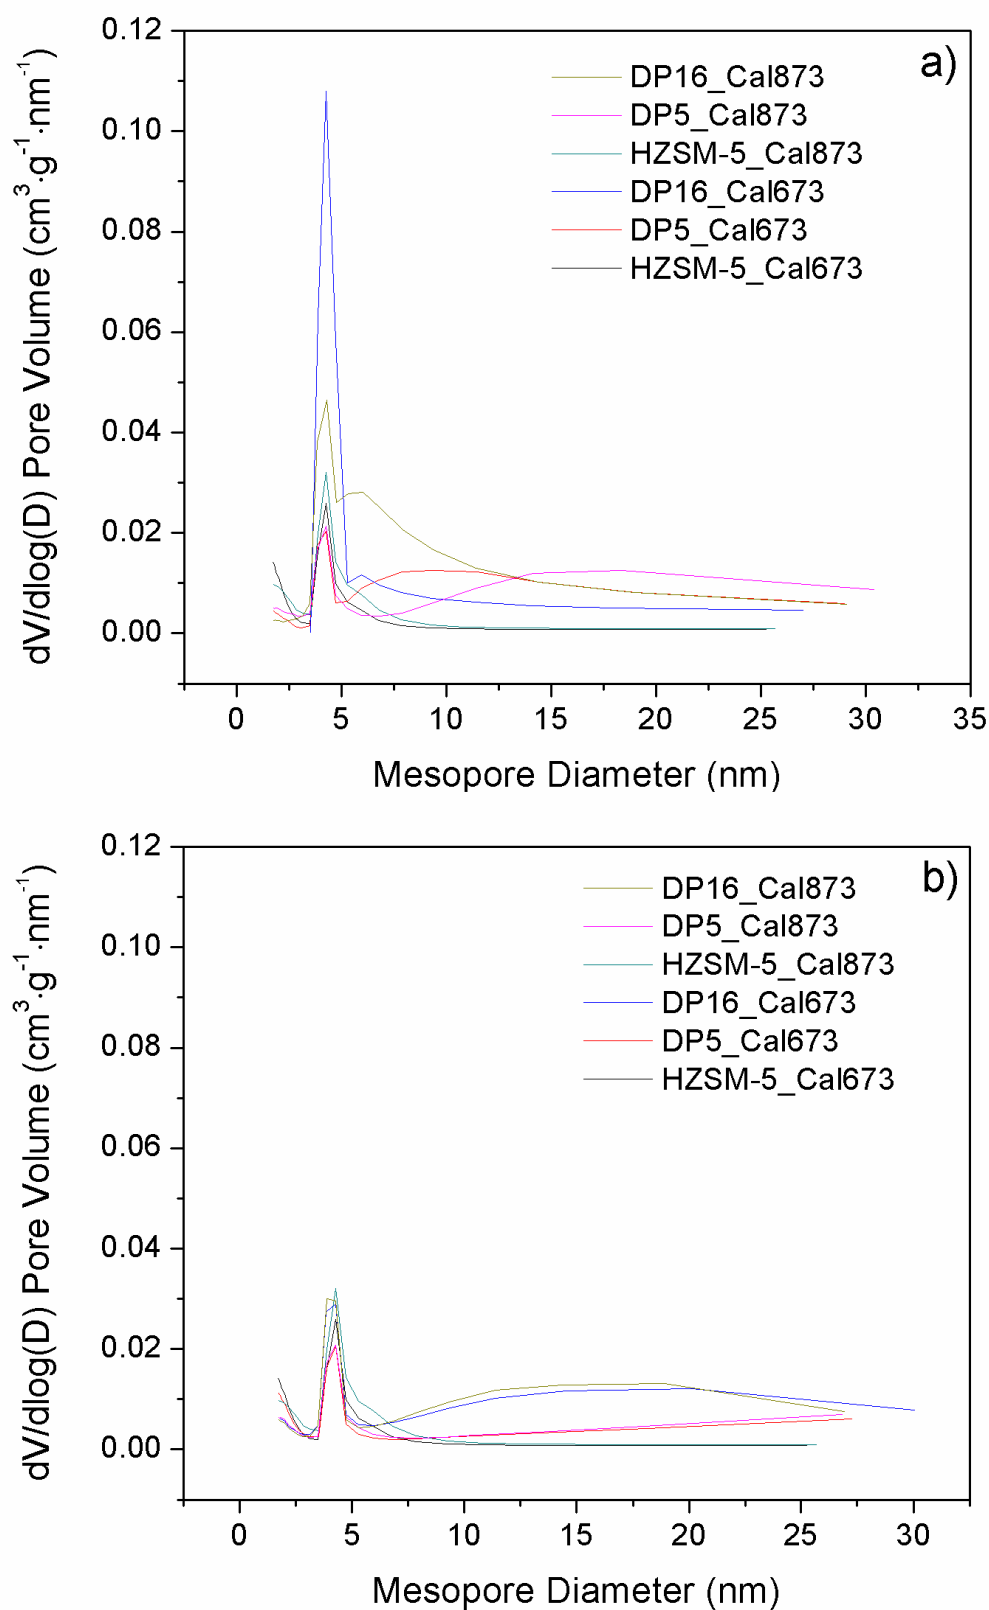 a)
0.12
0.10
0.08
0.06
0.04
0.02
0.00
dV/dlog(D) Pore Volume (cm³·g⁻¹·nm⁻¹)
DP16_Cal873
DP5_Cal873
HZSM-5_Cal873
DP16_Cal673
DP5_Cal673
HZSM-5_Cal673
0 5 10 15 20 25 30 35
Mesopore Diameter (nm)
b)
0.12
0.10
0.08
0.06
0.04
0.02
0.00
dV/dlog(D) Pore Volume (cm³·g⁻¹·nm⁻¹)
DP16_Cal873
DP5_Cal873
HZSM-5_Cal873
DP16_Cal673
DP5_Cal673
HZSM-5_Cal673
0 5 10 15 20 25 30
Mesopore Diameter (nm)